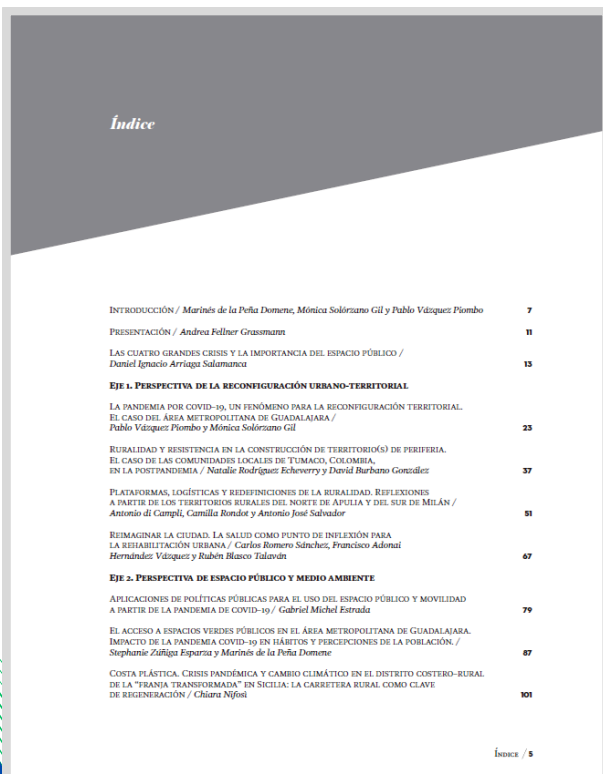 Índice
Introducción / Marinés de la Peña Domene, Mónica Solórzano Gil y Pablo Vázquez Piombo 7
Presentación / Andrea Fellner Grassmann 11
Las cuatro grandes crisis y la importancia del espacio público /
Daniel Ignacio Arriaga Salamanca 13
Eje 1. Perspectiva de la reconfiguración urbano-territorial
La pandemia por covid-19, un fenómeno para la reconfiguración territorial.
El caso del área metropolitana de Guadalajara /
Pablo Vázquez Piombo y Mónica Solórzano Gil 23
Ruralidad y resistencia en la construcción de territorio(s) de periferia.
El caso de las comunidades locales de Tumaco, Colombia,
en la postpandemia / Natalie Rodríguez Echeverry y David Burbano González 37
Plataformas, logísticas y redefiniciones de la ruralidad. Reflexiones
a partir de los territorios rurales del norte de Apulia y del sur de Milán /
Antonio di Campli, Camilla Rondot y Antonio José Salvador 51
Reimaginar la ciudad. La salud como punto de inflexión para
la rehabilitación urbana / Carlos Romero Sánchez, Francisco Adonai
Hernández Vázquez y Rubén Blasco Talaván 67
Eje 2. Perspectiva de espacio público y medio ambiente
Aplicaciones de políticas públicas para el uso del espacio público y movilidad
a partir de la pandemia de covid-19 / Gabriel Michel Estrada 79
El acceso a espacios verdes públicos en el área metropolitana de Guadalajara.
Impacto de la pandemia covid-19 en hábitos y percepciones de la población. /
Stephanie Zúñiga Esparza y Marinés de la Peña Domene 87
Costa plástica. Crisis pandémica y cambio climático en el distrito costero-rural
de la “franja transformada” en Sicilia: la carretera rural como clave
de regeneración / Chiara Nifosì 101
Índice / 5